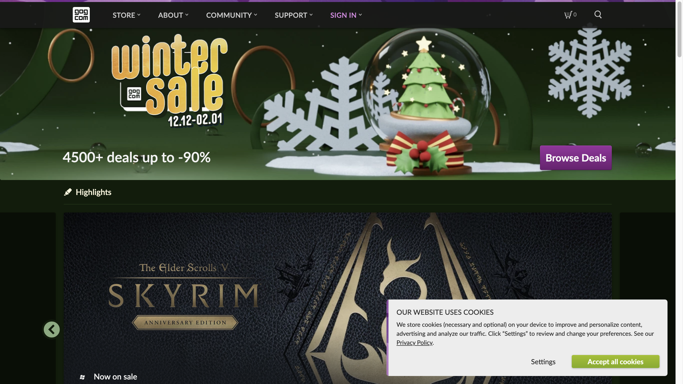 gog
com
STORE
ABOUT
COMMUNITY
SUPPORT
SIGN IN
0
winter
gog
com
sale
12.12-02.01
4500+ deals up to -90%
Browse Deals
Highlights
The Elder Scrolls V
SKYRIM
ANNIVERSARY EDITION
OUR WEBSITE USES COOKIES
We store cookies (necessary and optional) on your device to improve and personalize content,
advertising and analyze our traffic. Click "Settings" to review and change your preferences. See our
Privacy Policy.
Settings
Accept all cookies
Now on sale